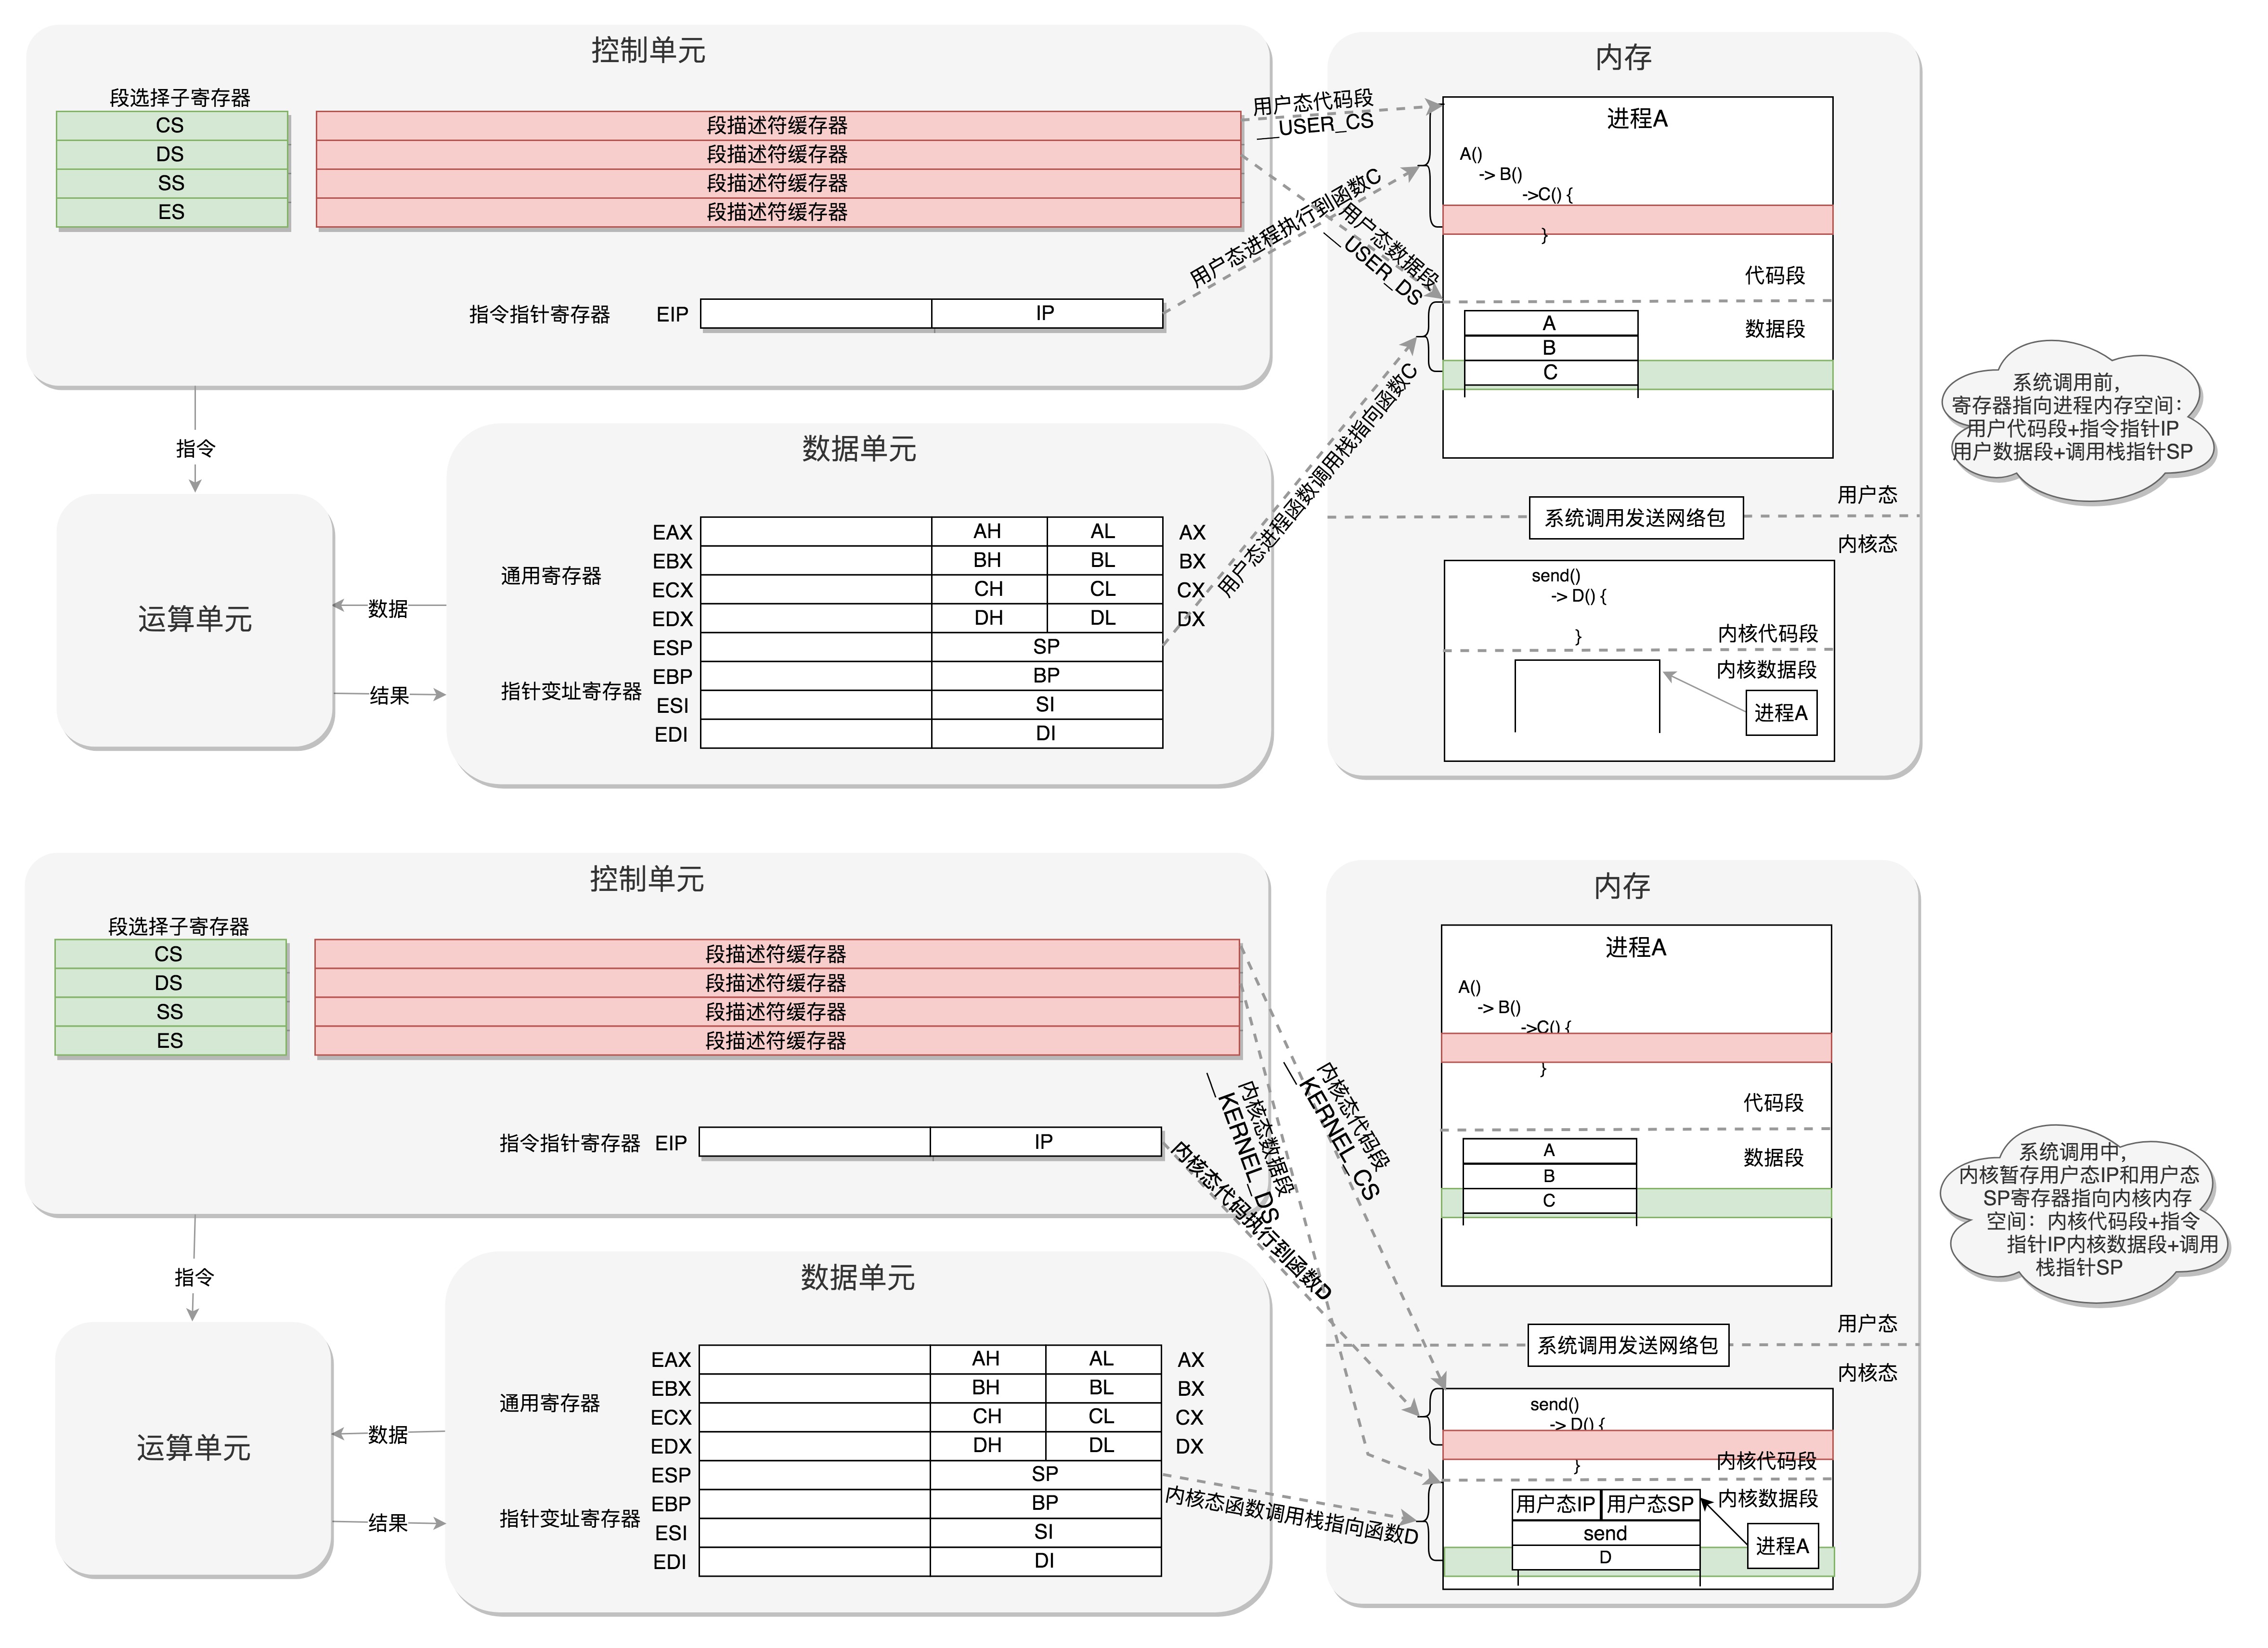 控制单元
段选择子寄存器
CS
DS
SS
ES
段描述符缓存器
段描述符缓存器
段描述符缓存器
段描述符缓存器
指令指针寄存器
EIP
IP
指令
运算单元
数据
结果
数据单元
通用寄存器
指针变址寄存器
EAX
AH
AL
AX
EBX
BH
BL
BX
ECX
CH
CL
CX
EDX
DH
DL
DX
ESP
SP
EBP
BP
ESI
SI
EDI
DI
用户态代码段
__USER_CS
用户态进程执行到函数C
用户态数据段
__USER_DS
用户态进程函数调用栈指向函数C
内存
进程A
A()
-> B()
->C() {
}
代码段
数据段
A
B
C
用户态
系统调用发送网络包
内核态
send()
-> D() {
}
内核代码段
内核数据段
进程A
系统调用前，
寄存器指向进程内存空间：
用户代码段+指令指针IP
用户数据段+调用栈指针SP
控制单元
段选择子寄存器
CS
DS
SS
ES
段描述符缓存器
段描述符缓存器
段描述符缓存器
段描述符缓存器
指令指针寄存器
EIP
IP
指令
运算单元
数据
结果
数据单元
通用寄存器
指针变址寄存器
EAX
AH
AL
AX
EBX
BH
BL
BX
ECX
CH
CL
CX
EDX
DH
DL
DX
ESP
SP
EBP
BP
ESI
SI
EDI
DI
内核态代码段
__KERNEL_CS
内核态数据段
__KERNEL_DS
内核态代码执行到函数D
内核态函数调用栈指向函数D
内存
进程A
A()
-> B()
->C() {
}
代码段
数据段
A
B
C
用户态
系统调用发送网络包
内核态
send()
-> D() {
}
内核代码段
内核数据段
用户态IP
用户态SP
send
D
进程A
系统调用中，
内核暂存用户态IP和用户态
SP寄存器指向内核内存
空间：内核代码段+指令
指针IP内核数据段+调用
栈指针SP